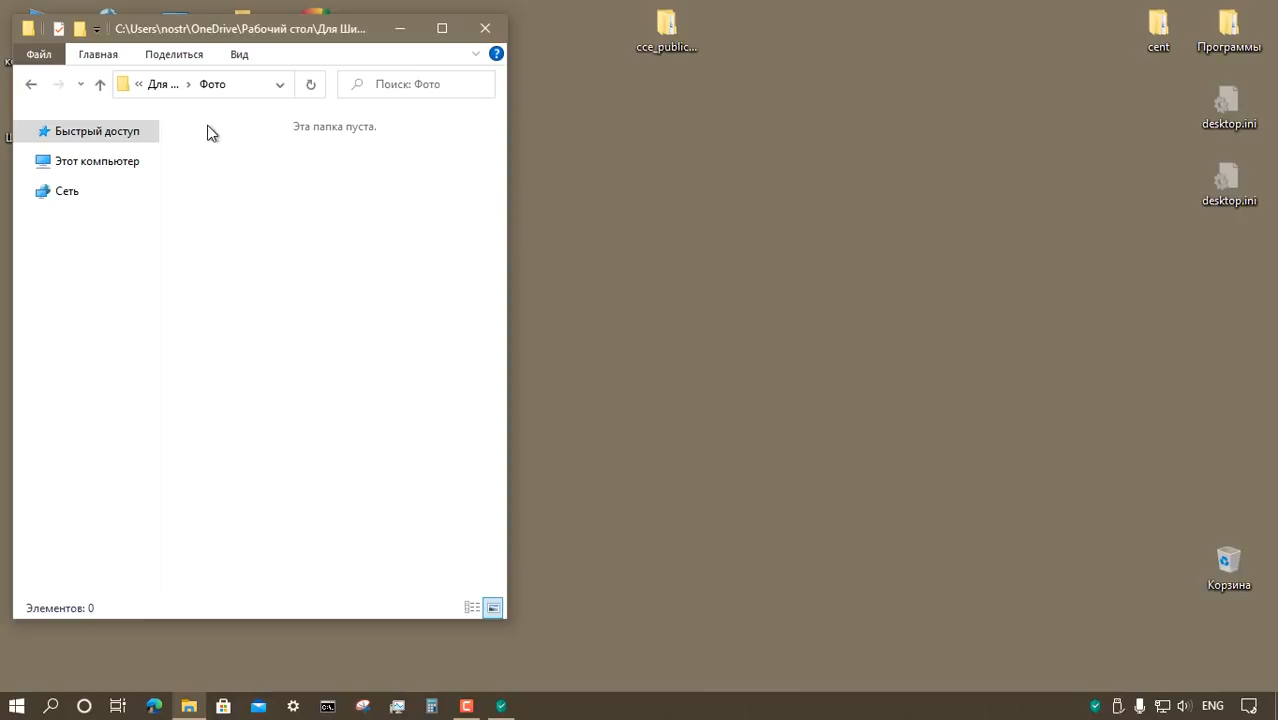 C:\Users\nostr\OneDrive\Рабочий стол\Для Ши...
Файл Главная Поделиться Вид
Для ... Фото
Поиск: Фото
Быстрый доступ
Этот компьютер
Сеть
Эта папка пуста.
Элементов: 0
cce_public...
cent
Программы
desktop.ini
desktop.ini
Корзина
ENG